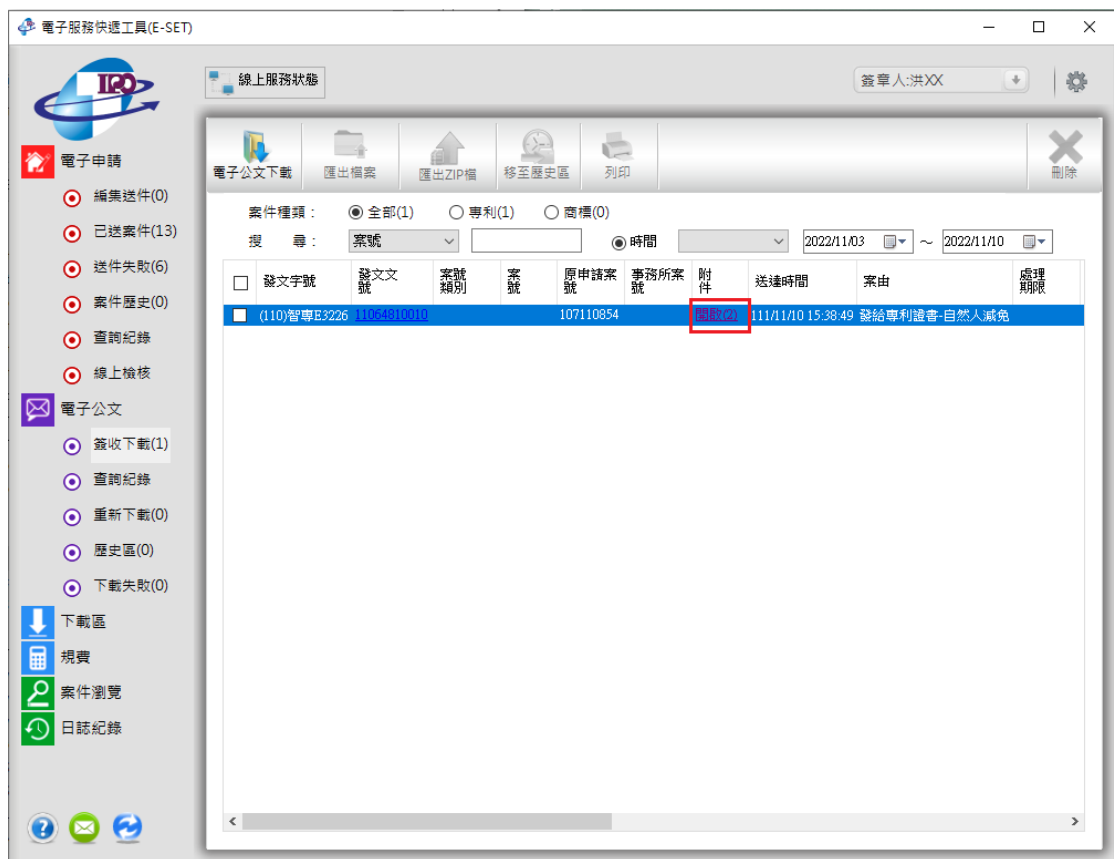 電子服務快遞工具(E-SET)
IPO
線上服務狀態
簽章人:洪XX
電子申請
編集送件(0)
已送案件(13)
送件失敗(6)
案件歷史(0)
查詢紀錄
線上檢核
電子公文
簽收下載(1)
查詢紀錄
重新下載(0)
歷史區(0)
下載失敗(0)
下載區
規費
案件瀏覽
日誌紀錄
電子公文下載 匯出檔案 匯出ZIP檔 移至歷史區 列印 刪除
案件種類： 全部(1) 專利(1) 商標(0)
搜 尋： 案號 時間 2022/11/03 ～ 2022/11/10
發文字號 發文文號 案號類別 案號 原申請案號 事務所案號 附件 送達時間 案由 處理期限
(110)智專E3226 11064810010 107110854 開啟(2) 111/11/10 15:38:49 發給專利證書-自然人減免